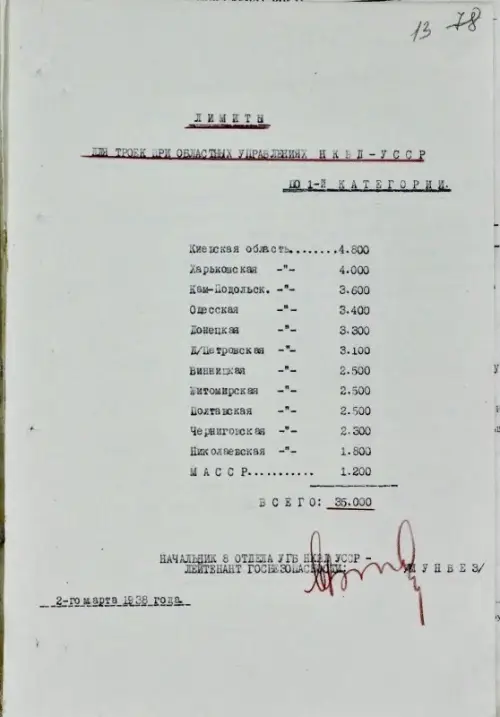 13 78
ЛИМИТЫ
ДЛЯ ТРОЕК ПРИ ОБЛАСТНЫХ УПРАВЛЕНИЯХ НКВД-УССР
ПО 1-Й КАТЕГОРИИ.
Киевская область........4.800
Харьковская -"- 4.000
Кам-Подольск. -"- 3.600
Одесская -"- 3.400
Донецкая -"- 3.300
Д/Петровская -"- 3.100
Винницкая -"- 2.500
Житомирская -"- 2.500
Полтавская -"- 2.500
Черниговская -"- 2.300
Николаевская -"- 1.800
МАССР........... 1.200
ВСЕГО: 35.000
НАЧАЛЬНИК 8 ОТДЕЛА УГБ НКВД УССР -
ЛЕЙТЕНАНТ ГОСБЕЗОПАСНОСТИ: /МУНВЕЗ/
2-го марта 1938 года.